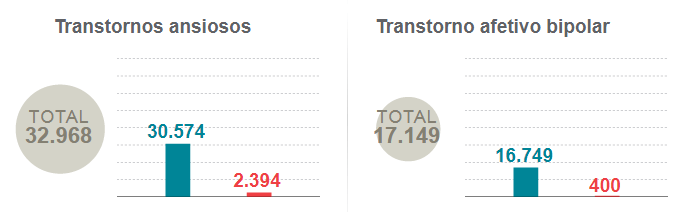 Transtornos ansiosos
TOTAL
32.968
30.574
2.394
Transtorno afetivo bipolar
TOTAL
17.149
16.749
400